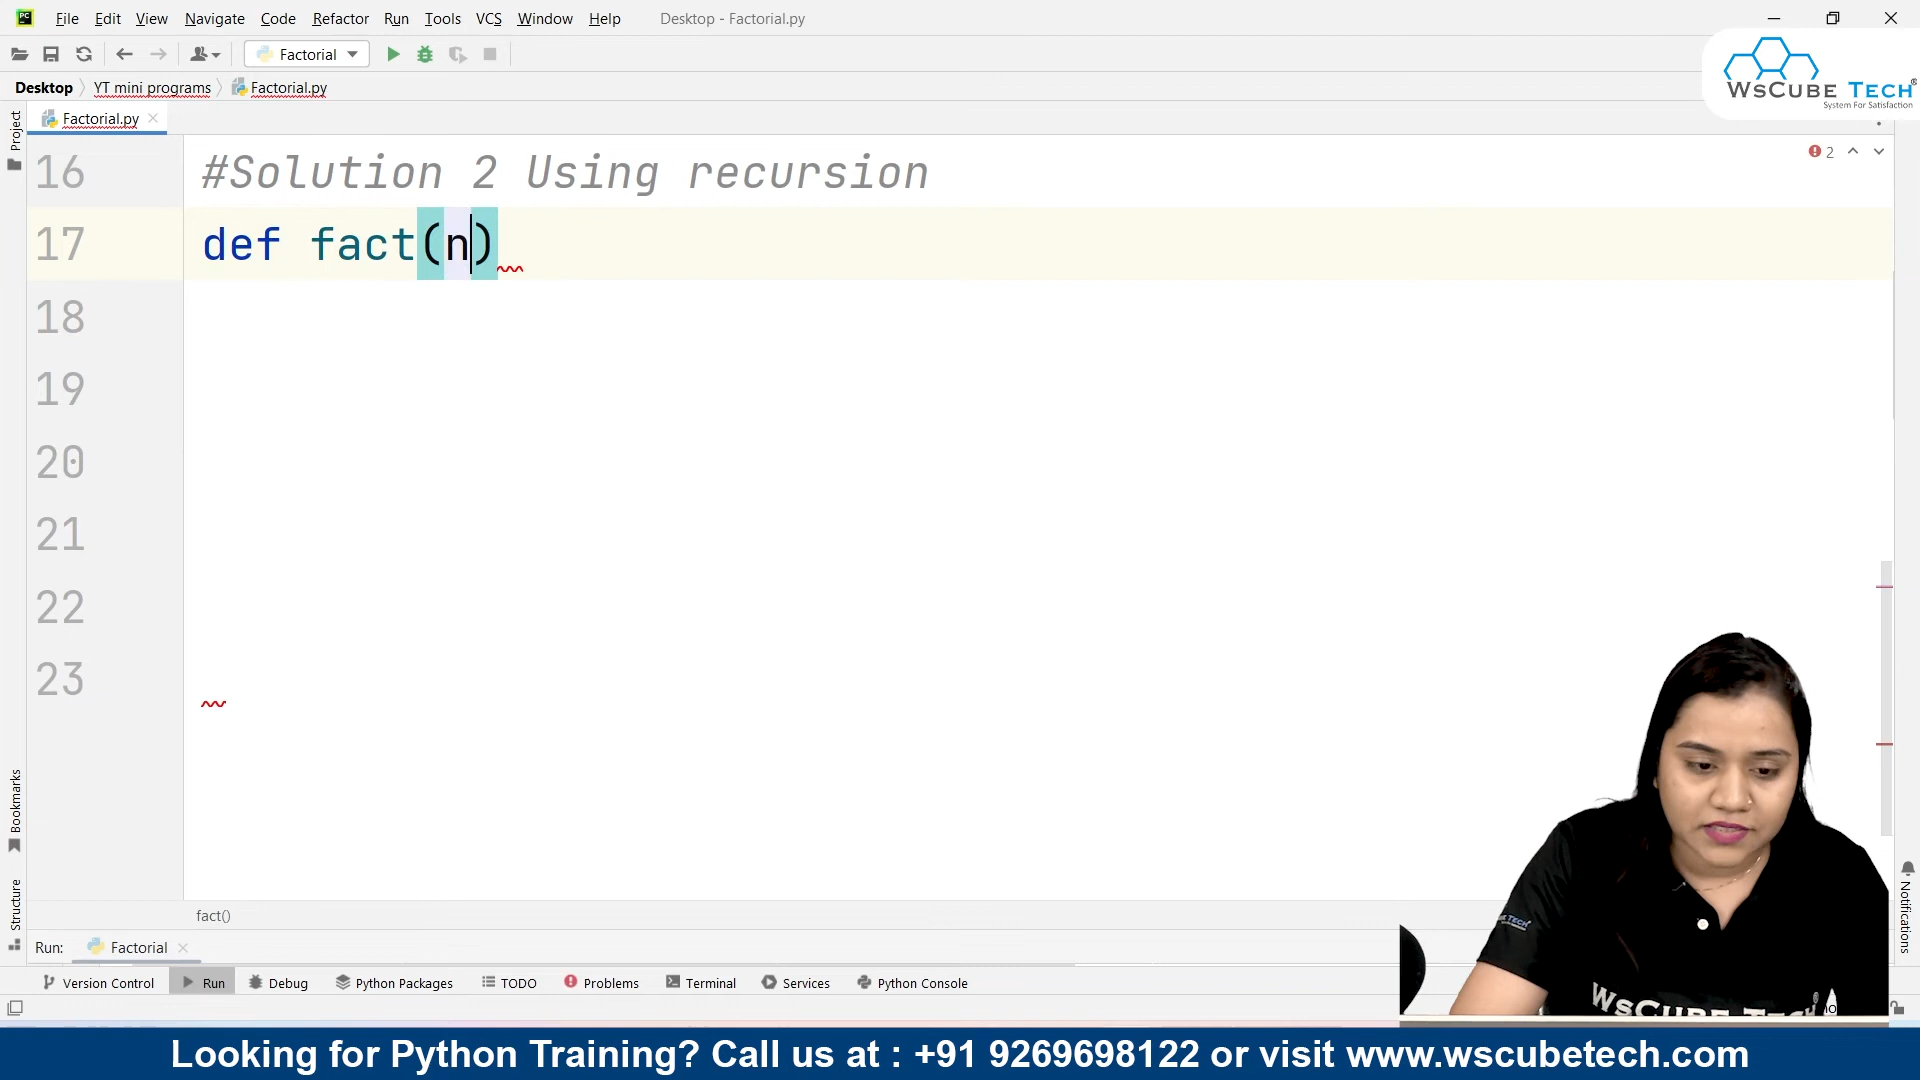 File Edit View Navigate Code Refactor Run Tools VCS Window Help Desktop - Factorial.py
Factorial
WsCube Tech®
System For Satisfaction
Desktop YT mini programs Factorial.py
Project
Factorial.py
2
16 #Solution 2 Using recursion
17 def fact(n)
18
19
20
21
22
23
Bookmarks
Structure
Notifications
fact()
Run: Factorial
Version Control Run Debug Python Packages TODO Problems Terminal Services Python Console
WsCube Tech
Looking for Python Training? Call us at : +91 9269698122 or visit www.wscubetech.com